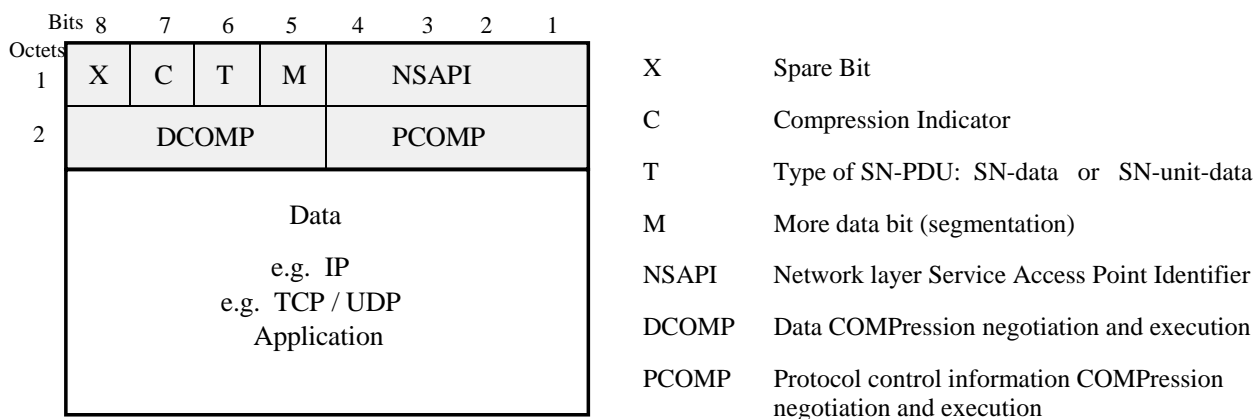 Bits 8 7 6 5 4 3 2 1
Octets
1 X C T M NSAPI
2 DCOMP PCOMP
Data
e.g. IP
e.g. TCP / UDP
Application
X Spare Bit
C Compression Indicator
T Type of SN-PDU: SN-data or SN-unit-data
M More data bit (segmentation)
NSAPI Network layer Service Access Point Identifier
DCOMP Data COMPression negotiation and execution
PCOMP Protocol control information COMPression
negotiation and execution